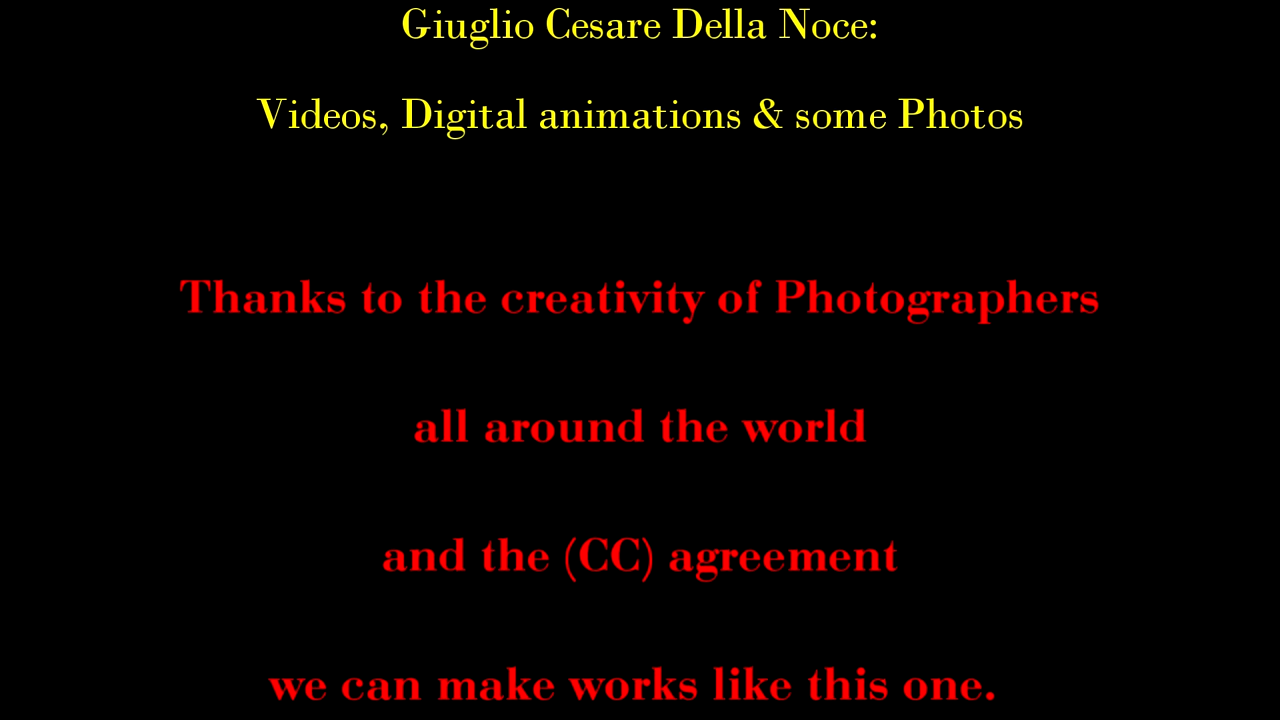 Giuglio Cesare Della Noce:
Videos, Digital animations & some Photos
Thanks to the creativity of Photographers
all around the world
and the (CC) agreement
we can make works like this one.